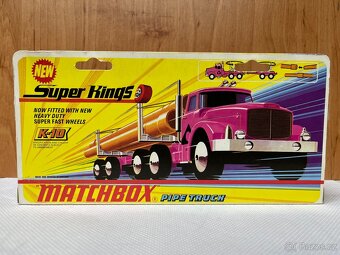 NEW
Super Kings
NOW FITTED WITH NEW
HEAVY DUTY
SUPER FAST WHEELS
K-10
"MATCHBOX"
PIPE TRUCK